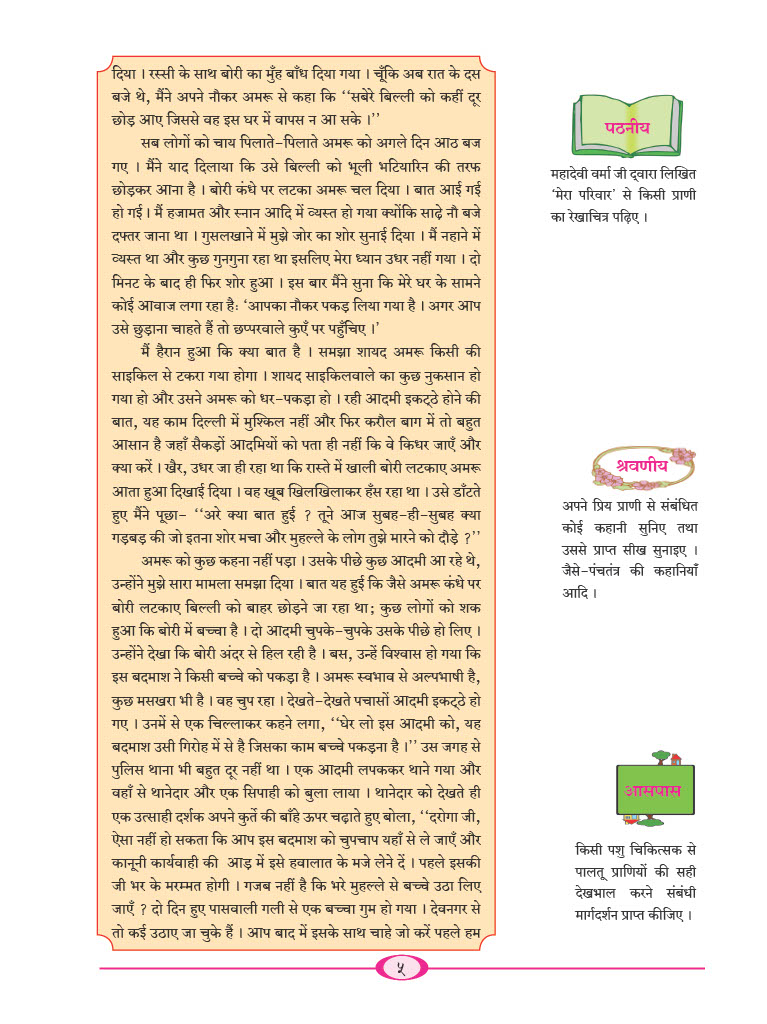 दिया । रस्सी के साथ बोरी का मुँह बाँध दिया गया । चूँकि अब रात के दस
बजे थे, मैंने अपने नौकर अमरू से कहा कि ‘‘सबेरे बिल्ली को कहीं दूर
छोड़ आए जिससे वह इस घर में वापस न आ सके ।’’
सब लोगों को चाय पिलाते-पिलाते अमरू को अगले दिन आठ बज
गए । मैंने याद दिलाया कि उसे बिल्ली को भूली भटियारिन की तरफ
छोड़कर आना है । बोरी कंधे पर लटका अमरू चल दिया । बात आई गई
हो गई । मैं हजामत और स्नान आदि में व्यस्त हो गया क्योंकि साढ़े नौ बजे
दफ्तर जाना था । गुसलखाने में मुझे जोर का शोर सुनाई दिया । मैं नहाने में
व्यस्त था और कुछ गुनगुना रहा था इसलिए मेरा ध्यान उधर नहीं गया । दो
मिनट के बाद ही फिर शोर हुआ । इस बार मैंने सुना कि मेरे घर के सामने
कोई आवाज लगा रहा हैः ‘आपका नौकर पकड़ लिया गया है । अगर आप
उसे छुड़ाना चाहते हैं तो छप्परवाले कुएँ पर पहुँचिए ।’
मैं हैरान हुआ कि क्या बात है । समझा शायद अमरू किसी की
साइकिल से टकरा गया होगा । शायद साइकिलवाले का कुछ नुकसान हो
गया हो और उसने अमरू को धर-पकड़ा हो । रही आदमी इकट्ठे होने की
बात, यह काम दिल्ली में मुश्किल नहीं और फिर करौल बाग में तो बहुत
आसान है जहाँ सैकड़ों आदमियों को पता ही नहीं कि वे किधर जाएँ और
क्या करें । खैर, उधर जा ही रहा था कि रास्ते में खाली बोरी लटकाए अमरू
आता हुआ दिखाई दिया । वह खूब खिलखिलाकर हँस रहा था । उसे डाँटते
हुए मैंने पूछा- ‘‘अरे क्या बात हुई ? तूने आज सुबह-ही-सुबह क्या
गड़बड़ की जो इतना शोर मचा और मुहल्ले के लोग तुझे मारने को दौड़े ?’’
अमरू को कुछ कहना नहीं पड़ा । उसके पीछे कुछ आदमी आ रहे थे,
उन्होंने मुझे सारा मामला समझा दिया । बात यह हुई कि जैसे अमरू कंधे पर
बोरी लटकाए बिल्ली को बाहर छोड़ने जा रहा था; कुछ लोगों को शक
हुआ कि बोरी में बच्चा है । दो आदमी चुपके-चुपके उसके पीछे हो लिए ।
उन्होंने देखा कि बोरी अंदर से हिल रही है । बस, उन्हें विश्वास हो गया कि
इस बदमाश ने किसी बच्चे को पकड़ा है । अमरू स्वभाव से अल्पभाषी है,
कुछ मसखरा भी है । वह चुप रहा । देखते-देखते पचासों आदमी इकट्ठे हो
गए । उनमें से एक चिल्लाकर कहने लगा, ‘‘घेर लो इस आदमी को, यह
बदमाश उसी गिरोह में से है जिसका काम बच्चे पकड़ना है ।’’ उस जगह से
पुलिस थाना भी बहुत दूर नहीं था । एक आदमी लपककर थाने गया और
वहाँ से थानेदार और एक सिपाही को बुला लाया । थानेदार को देखते ही
एक उत्साही दर्शक अपने कुर्ते की बाँहे ऊपर चढ़ाते हुए बोला, ‘‘दरोगा जी,
ऐसा नहीं हो सकता कि आप इस बदमाश को चुपचाप यहाँ से ले जाएँ और
कानूनी कार्यवाही की आड़ में इसे हवालात के मजे लेने दें । पहले इसकी
जी भर के मरम्मत होगी । गजब नहीं है कि भरे मुहल्ले से बच्चे उठा लिए
जाएँ ? दो दिन हुए पासवाली गली से एक बच्चा गुम हो गया । देवनगर से
तो कई उठाए जा चुके हैं । आप बाद में इसके साथ चाहे जो करें पहले हम
पठनीय
महादेवी वर्मा जी द्वारा लिखित
‘मेरा परिवार’ से किसी प्राणी
का रेखाचित्र पढ़िए ।
श्रवणीय
अपने प्रिय प्राणी से संबंधित
कोई कहानी सुनिए तथा
उससे प्राप्त सीख सुनाइए ।
जैसे-पंचतंत्र की कहानियाँ
आदि ।
आसपास
किसी पशु चिकित्सक से
पालतू प्राणियों की सही
देखभाल करने संबंधी
मार्गदर्शन प्राप्त कीजिए ।
५